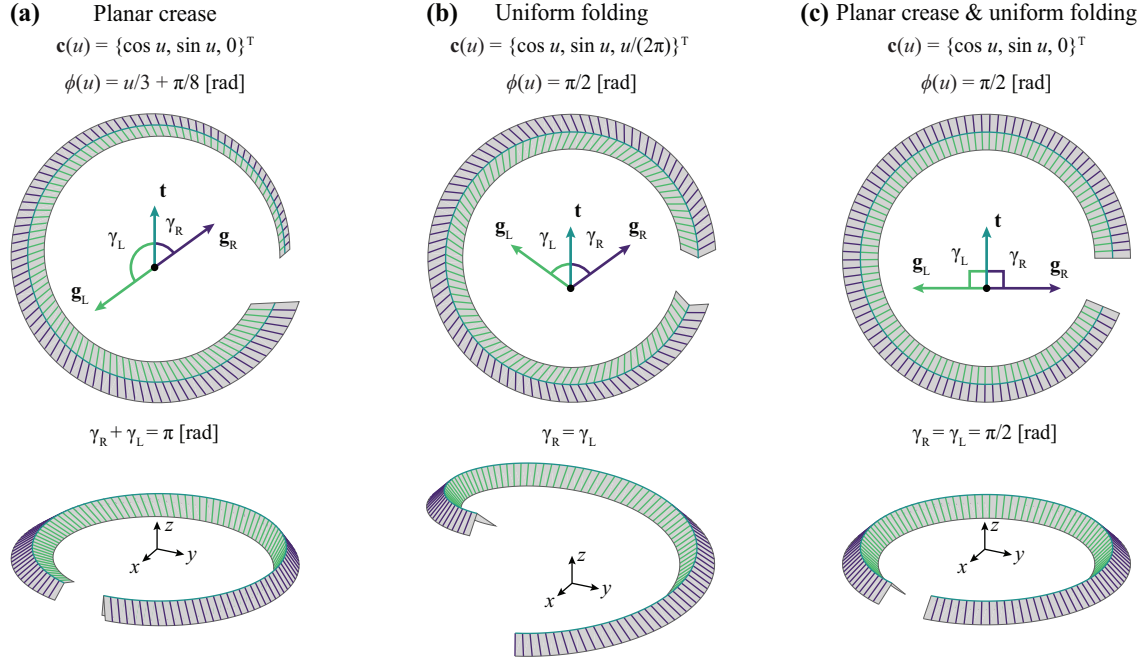 (a) Planar crease
c(u) = {cos u, sin u, 0}ᵀ
ϕ(u) = u/3 + π/8 [rad]
t
γL
γR
gR
gL
γR + γL = π [rad]
z
x
y
(b) Uniform folding
c(u) = {cos u, sin u, u/(2π)}ᵀ
ϕ(u) = π/2 [rad]
t
gL
γL
γR
gR
γR = γL
z
x
y
(c) Planar crease & uniform folding
c(u) = {cos u, sin u, 0}ᵀ
ϕ(u) = π/2 [rad]
t
gL
γL
γR
gR
γR = γL = π/2 [rad]
z
x
y